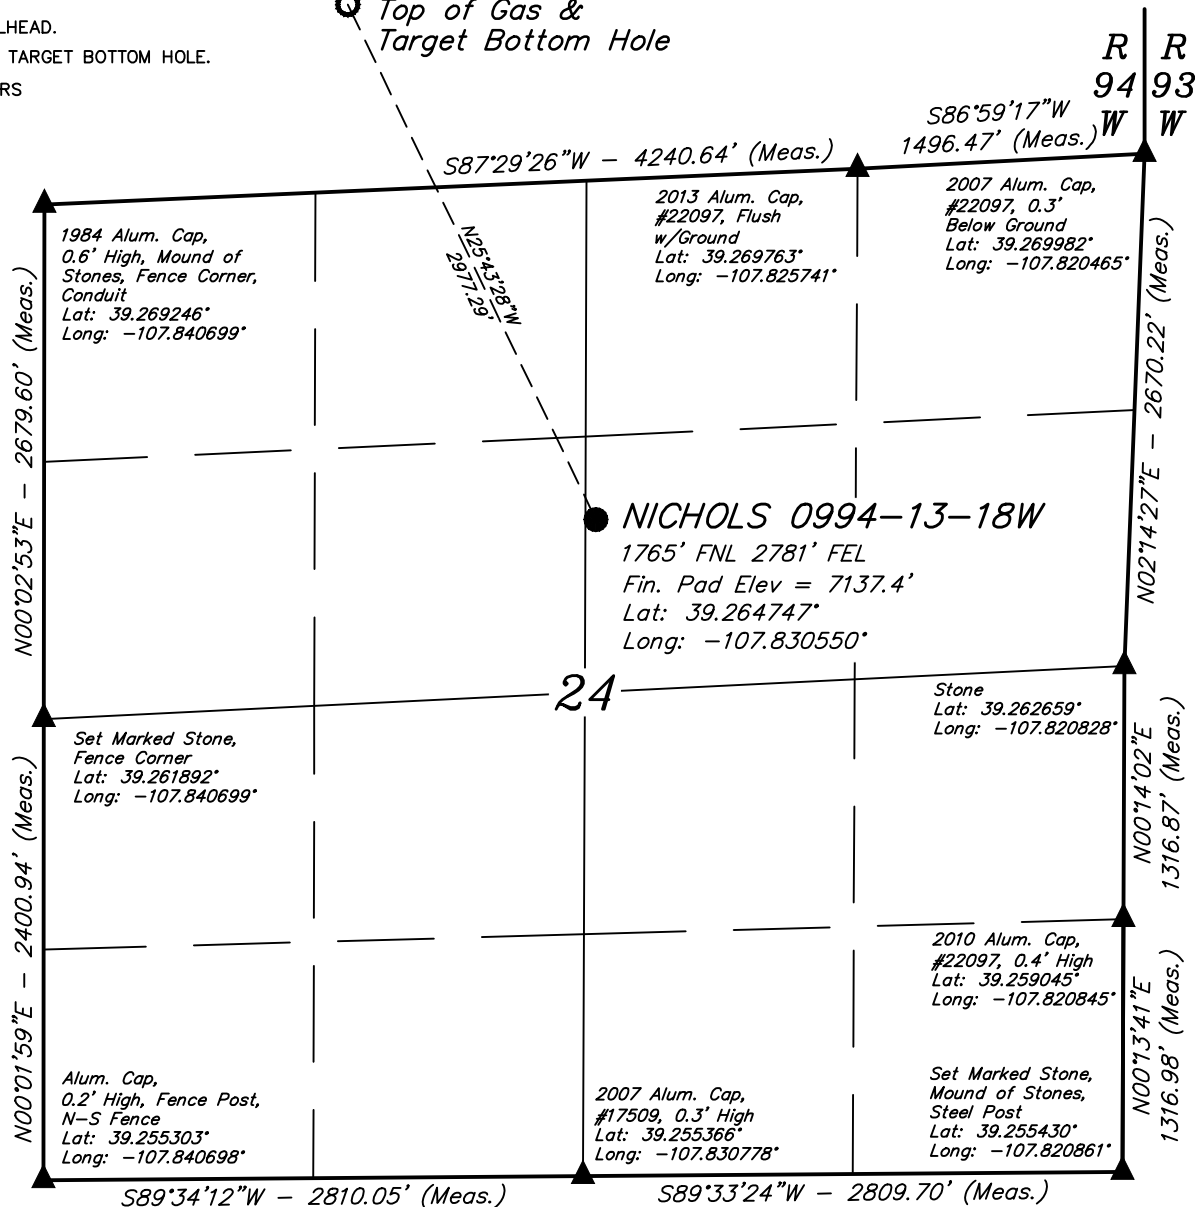 LHEAD.
TARGET BOTTOM HOLE.
RS
Top of Gas &
Target Bottom Hole
R R
94 93
W W
S87°29'26"W - 4240.64' (Meas.)
S86°59'17"W
1496.47' (Meas.)
1984 Alum. Cap,
0.6' High, Mound of
Stones, Fence Corner,
Conduit
Lat: 39.269246°
Long: -107.840699°
2013 Alum. Cap,
#22097, Flush
w/Ground
Lat: 39.269763°
Long: -107.825741°
2007 Alum. Cap,
#22097, 0.3'
Below Ground
Lat: 39.269982°
Long: -107.820465°
N25°43'28"W
2977.29'
N00°02'53"E - 2679.60' (Meas.)
N02°14'27"E - 2670.22' (Meas.)
NICHOLS 0994-13-18W
1765' FNL 2781' FEL
Fin. Pad Elev = 7137.4'
Lat: 39.264747°
Long: -107.830550°
24
Stone
Lat: 39.262659°
Long: -107.820828°
Set Marked Stone,
Fence Corner
Lat: 39.261892°
Long: -107.840699°
N00°01'59"E - 2400.94' (Meas.)
N00°14'02"E
1316.87' (Meas.)
2010 Alum. Cap,
#22097, 0.4' High
Lat: 39.259045°
Long: -107.820845°
N00°13'41"E
1316.98' (Meas.)
Alum. Cap,
0.2' High, Fence Post,
N-S Fence
Lat: 39.255303°
Long: -107.840698°
2007 Alum. Cap,
#17509, 0.3' High
Lat: 39.255366°
Long: -107.830778°
Set Marked Stone,
Mound of Stones,
Steel Post
Lat: 39.255430°
Long: -107.820861°
S89°34'12"W - 2810.05' (Meas.)
S89°33'24"W - 2809.70' (Meas.)